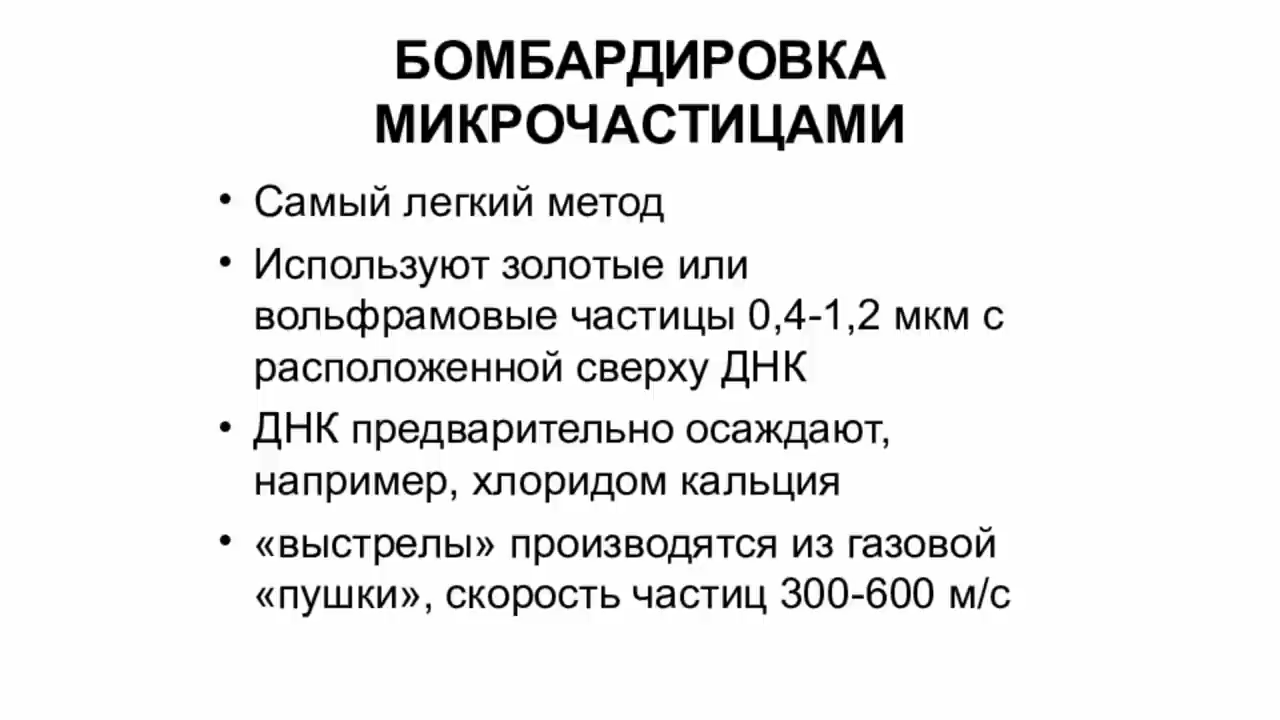 БОМБАРДИРОВКА
МИКРОЧАСТИЦАМИ
• Самый легкий метод
• Используют золотые или
вольфрамовые частицы 0,4-1,2 мкм с
расположенной сверху ДНК
• ДНК предварительно осаждают,
например, хлоридом кальция
• «выстрелы» производятся из газовой
«пушки», скорость частиц 300-600 м/с